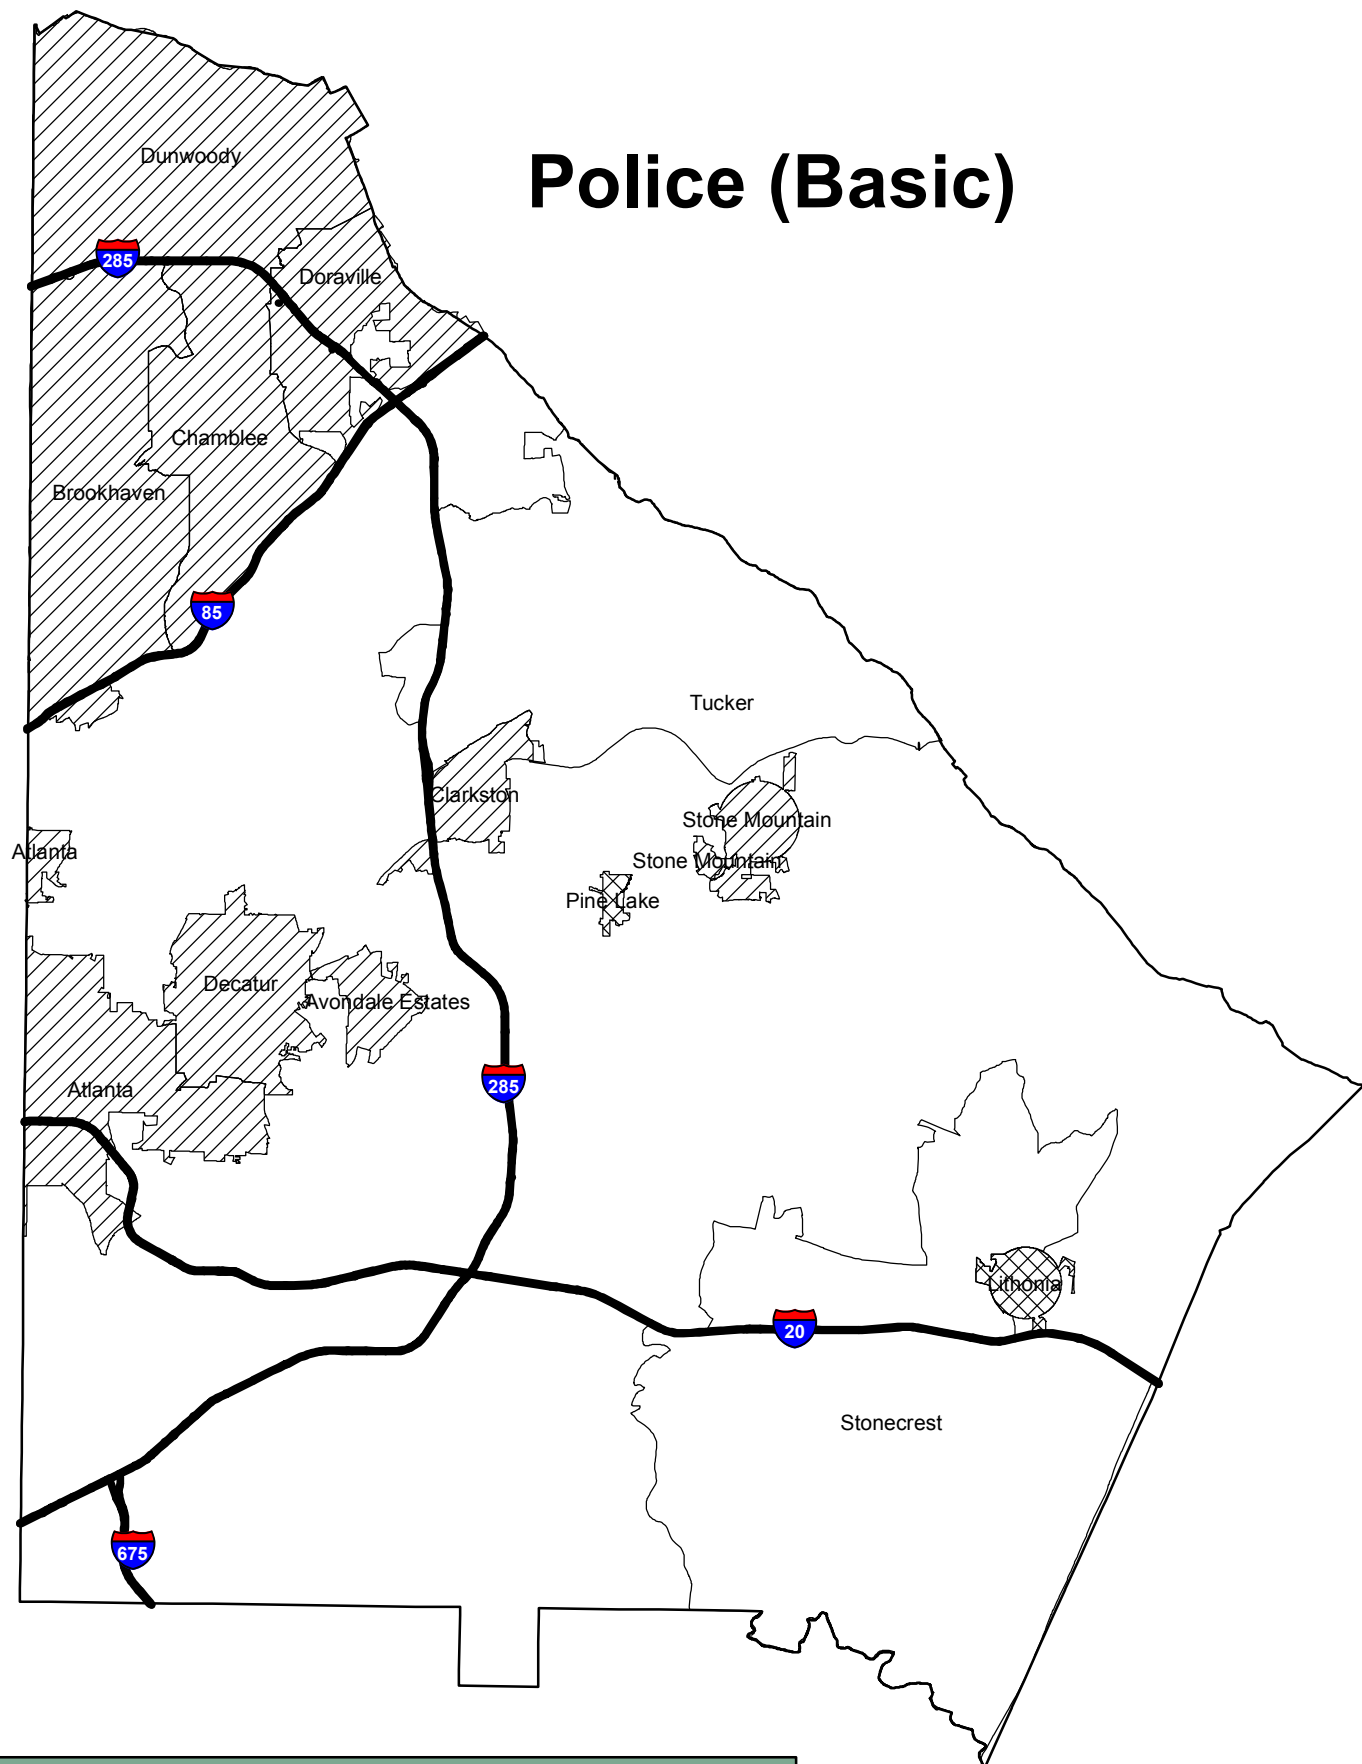 Dunwoody
Police (Basic)
285
Doraville
Chamblee
Brookhaven
85
Tucker
Clarkston
Stone Mountain
Atlanta
Stone Mountain
Pine Lake
Decatur
Avondale Estates
285
Atlanta
Lithonia
20
Stonecrest
675